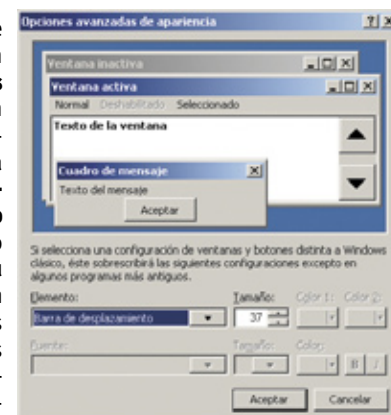 Opciones avanzadas de apariencia
Ventana inactiva
Ventana activa
Normal Deshabilitado Seleccionado
Texto de la ventana
Cuadro de mensaje
Texto del mensaje
Aceptar
Si selecciona una configuración de ventanas y botones distinta a Windows
clásico, éste sobrescribirá las siguientes configuraciones excepto en
algunos programas más antiguos.
Elemento: Tamaño: Color 1: Color 2:
Barra de desplazamiento 37
Fuente: Tamaño: Color:
N I
Aceptar Cancelar